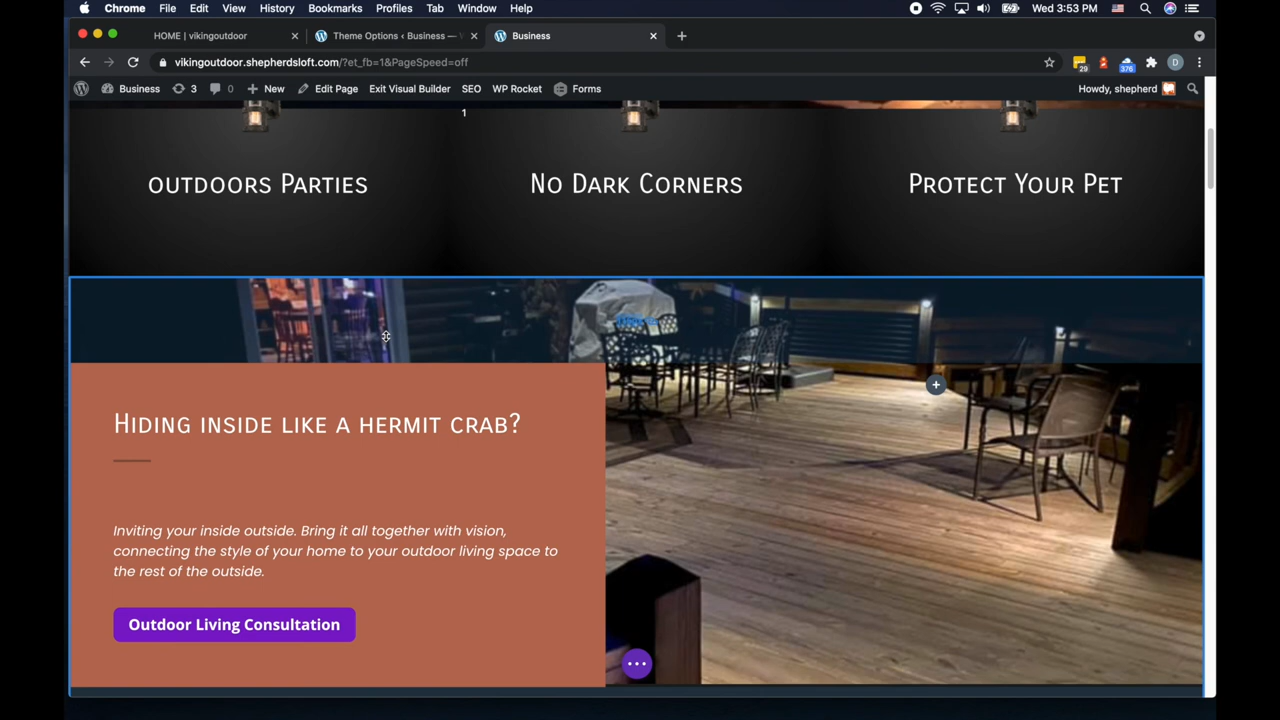 Chrome File Edit View History Bookmarks Profiles Tab Window Help Wed 3:53 PM
HOME | vikingoutdoor Theme Options ‹ Business — Business
vikingoutdoor.shepherdsloft.com/?et_fb=1&PageSpeed=off 29 376 D
Business 3 0 New Edit Page Exit Visual Builder SEO WP Rocket Forms Howdy, shepherd
1
outdoors Parties No Dark Corners Protect Your Pet
Hiding inside like a hermit crab?
Inviting your inside outside. Bring it all together with vision,
connecting the style of your home to your outdoor living space to
the rest of the outside.
Outdoor Living Consultation